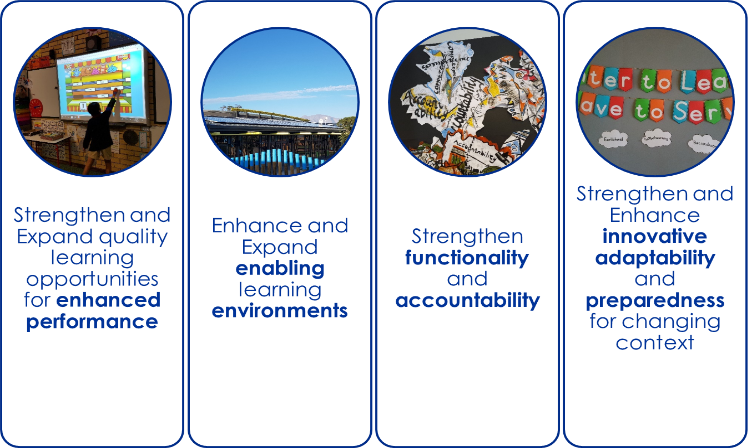 Strengthen and
Expand quality
learning
opportunities
for enhanced
performance
Enhance and
Expand
enabling
learning
environments
Accountability
Strengthen
functionality
and
accountability
ter to Lea
ave to Serv
Strengthen and
Enhance
innovative
adaptability
and
preparedness
for changing
context